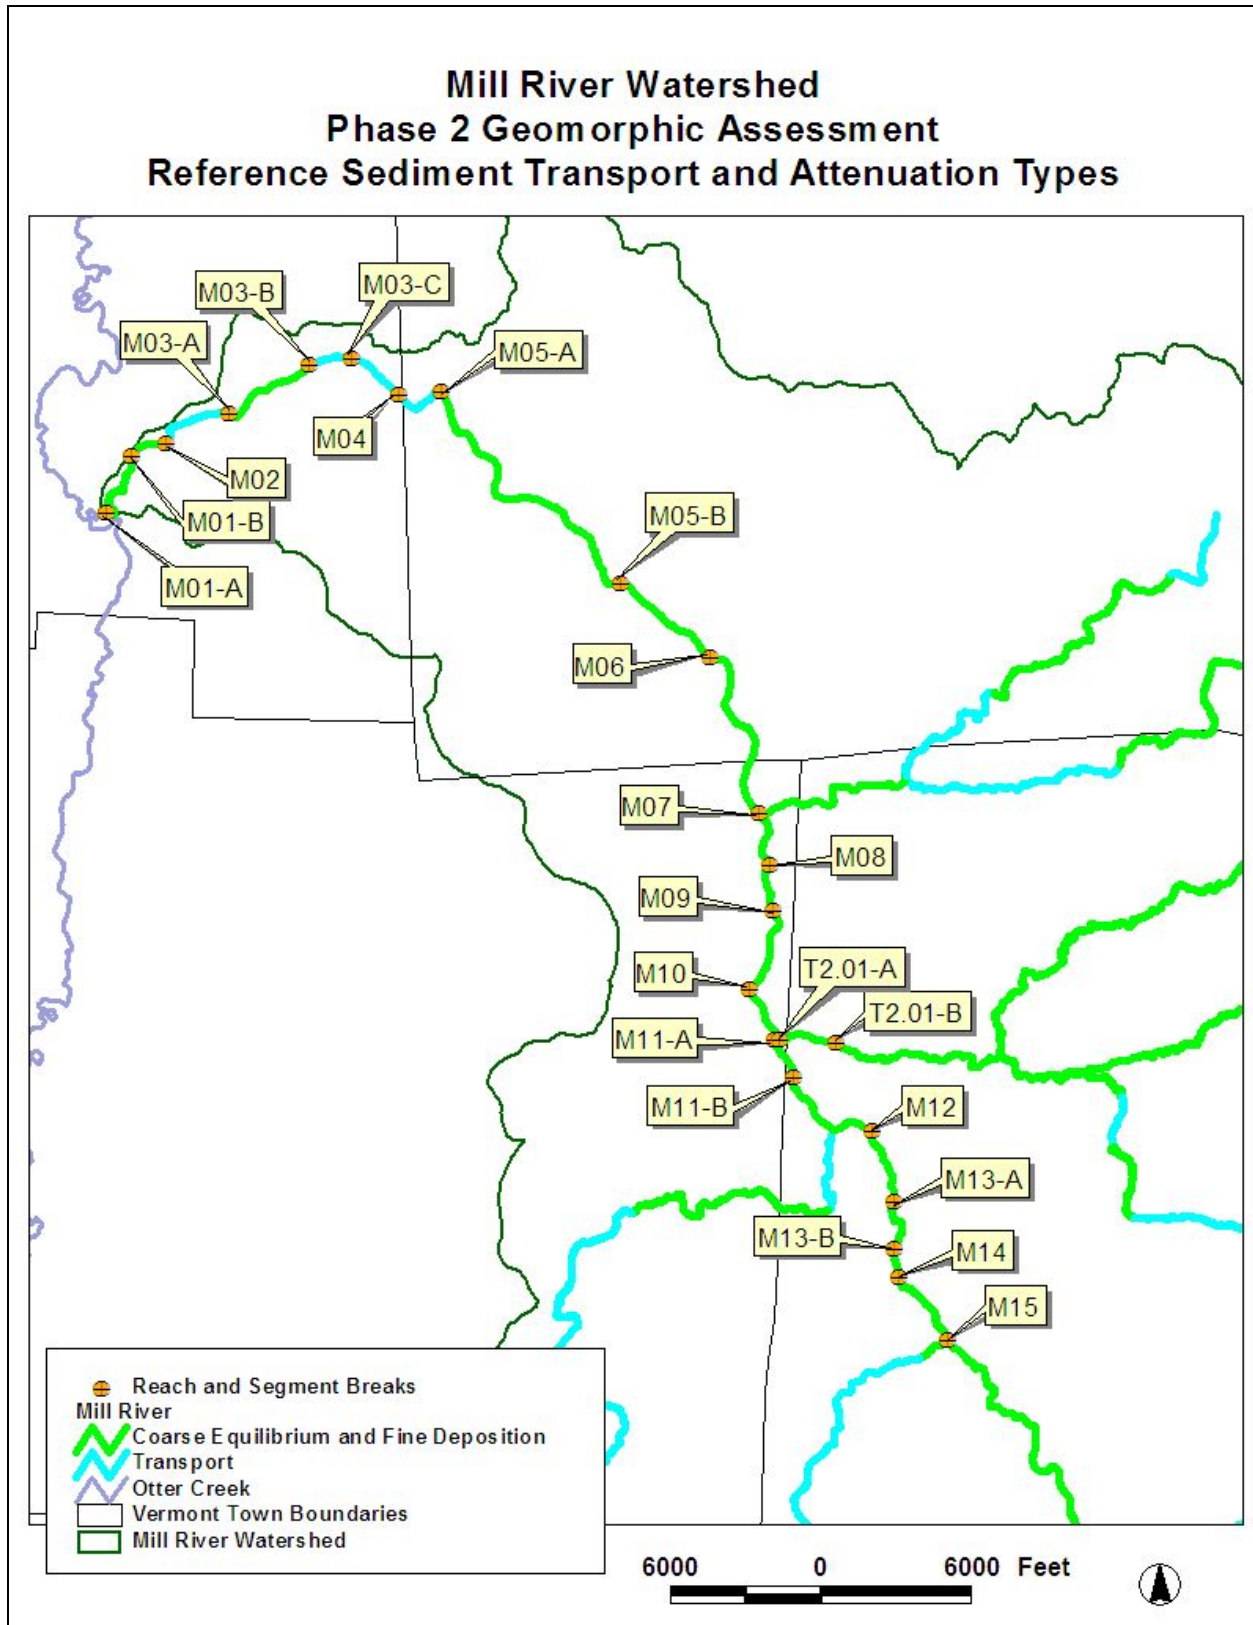 Mill River Watershed
Phase 2 Geomorphic Assessment
Reference Sediment Transport and Attenuation Types
M03-B
M03-C
M03-A
M05-A
M04
M02
M01-B
M01-A
M05-B
M06
M07
M08
M09
M10
T2.01-A
T2.01-B
M11-A
M11-B
M12
M13-A
M13-B
M14
M15
Reach and Segment Breaks
Mill River
Coarse Equilibrium and Fine Deposition
Transport
Otter Creek
Vermont Town Boundaries
Mill River Watershed
6000 0 6000 Feet